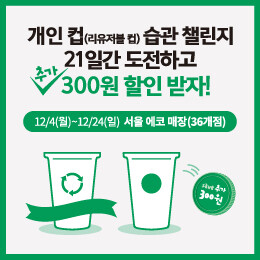 개인 컵(리유저블 컵) 습관 챌린지
21일간 도전하고
추가
300원 할인 받자!
12/4(월)~12/24(일) 서울 에코 매장(36개점)
300원